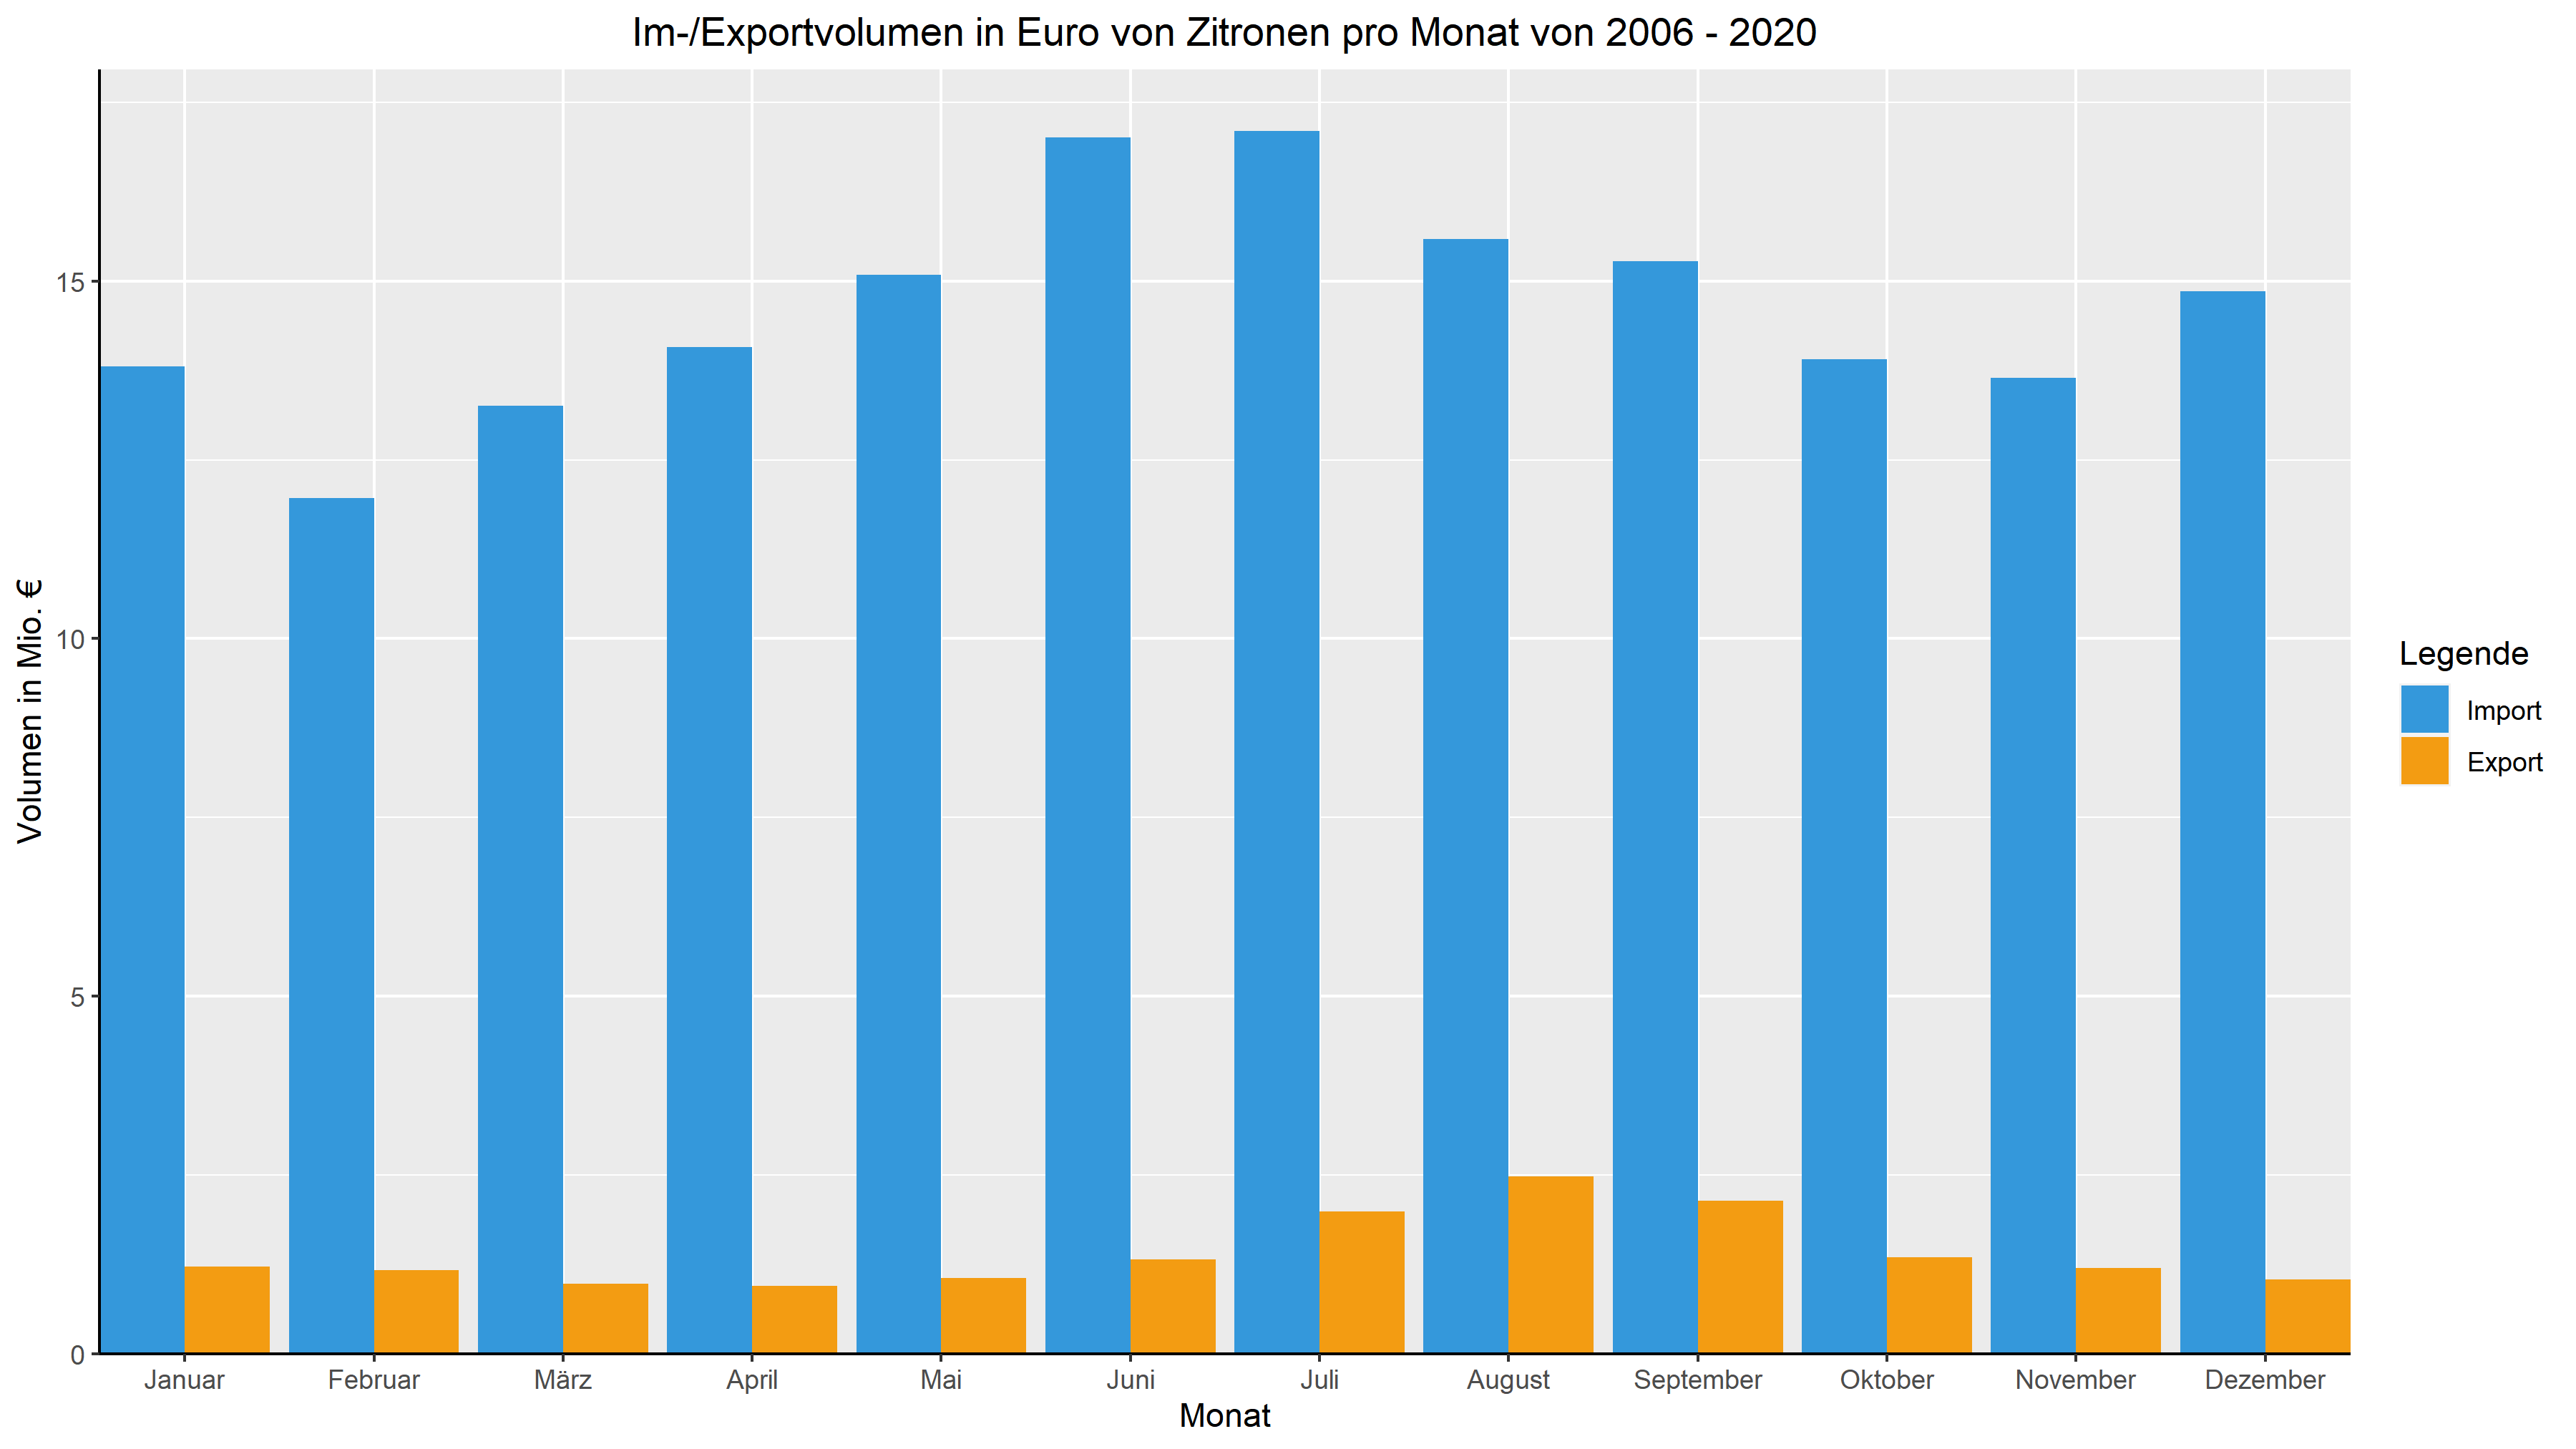 Im-/Exportvolumen in Euro von Zitronen pro Monat von 2006 - 2020
Volumen in Mio. €
15
10
5
0
Januar Februar März April Mai Juni Juli August September Oktober November Dezember
Monat
Legende
Import
Export